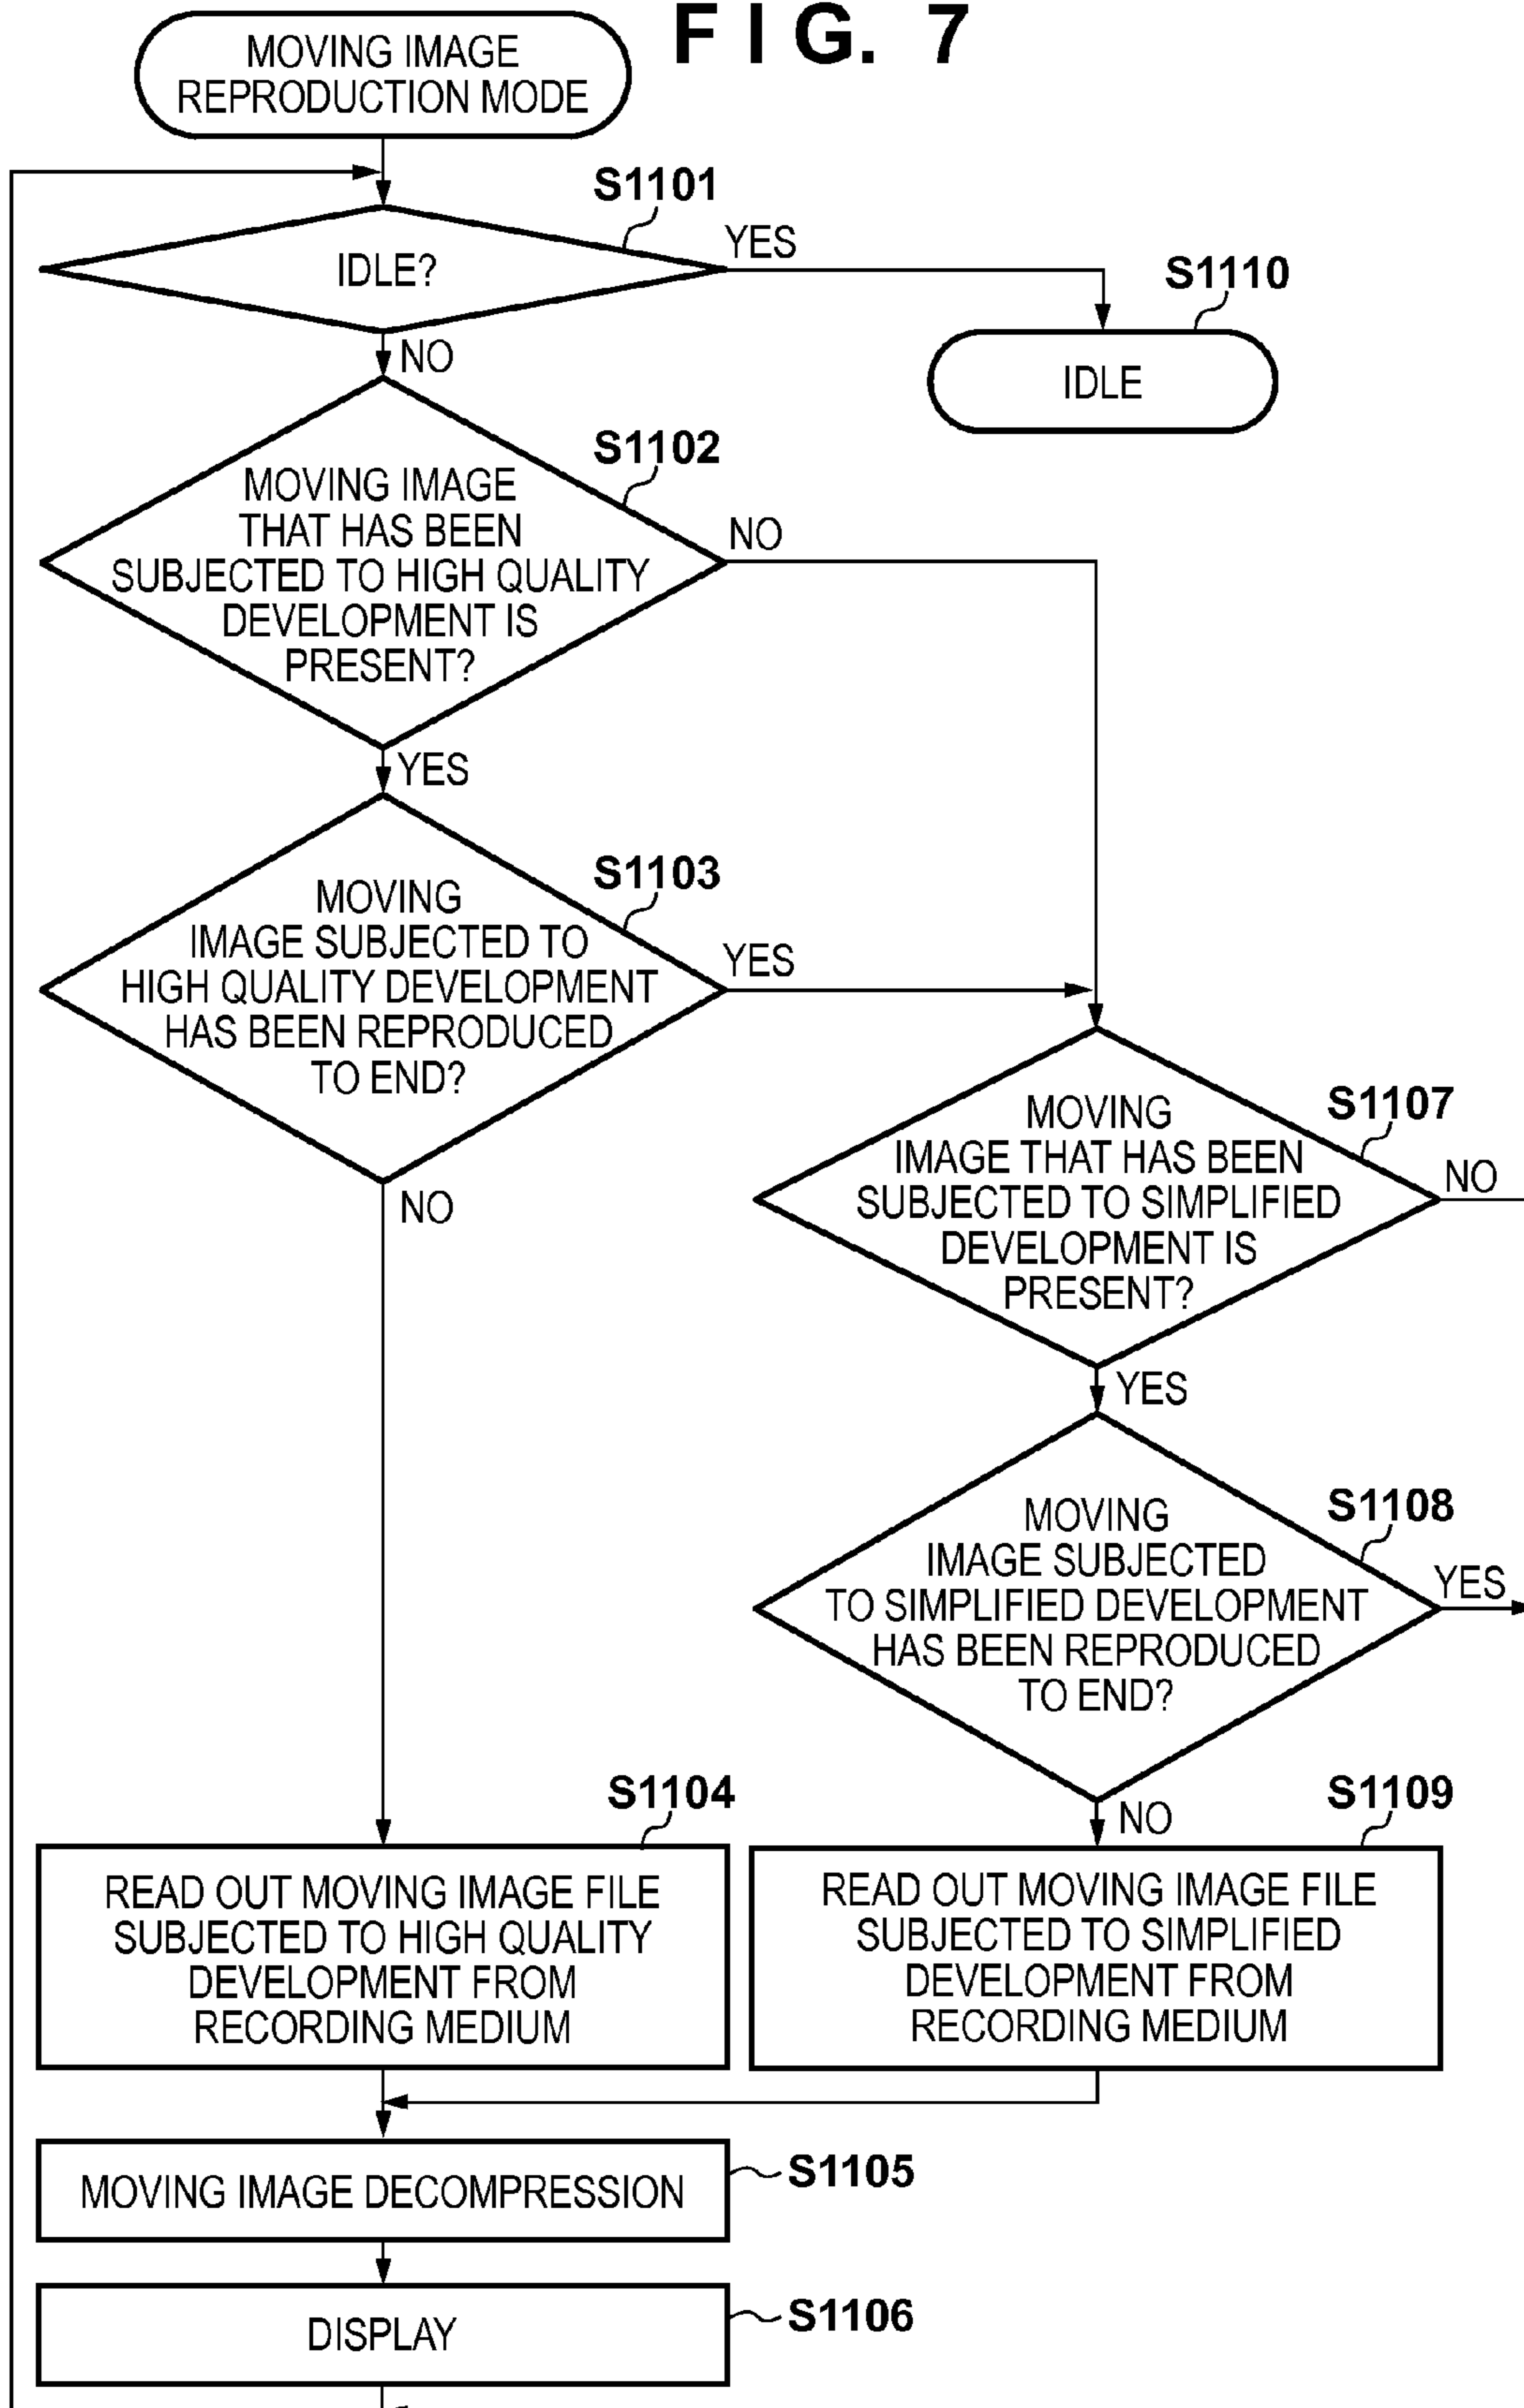 FIG. 7
MOVING IMAGE
REPRODUCTION MODE
S1101
IDLE?
YES
S1110
IDLE
NO
S1102
MOVING IMAGE
THAT HAS BEEN
SUBJECTED TO HIGH QUALITY
DEVELOPMENT IS
PRESENT?
NO
YES
S1103
MOVING
IMAGE SUBJECTED TO
HIGH QUALITY DEVELOPMENT
HAS BEEN REPRODUCED
TO END?
YES
NO
S1107
MOVING
IMAGE THAT HAS BEEN
SUBJECTED TO SIMPLIFIED
DEVELOPMENT IS
PRESENT?
NO
YES
S1108
MOVING
IMAGE SUBJECTED
TO SIMPLIFIED DEVELOPMENT
HAS BEEN REPRODUCED
TO END?
YES
NO
S1104
READ OUT MOVING IMAGE FILE
SUBJECTED TO HIGH QUALITY
DEVELOPMENT FROM
RECORDING MEDIUM
S1109
READ OUT MOVING IMAGE FILE
SUBJECTED TO SIMPLIFIED
DEVELOPMENT FROM
RECORDING MEDIUM
MOVING IMAGE DECOMPRESSION
S1105
DISPLAY
S1106